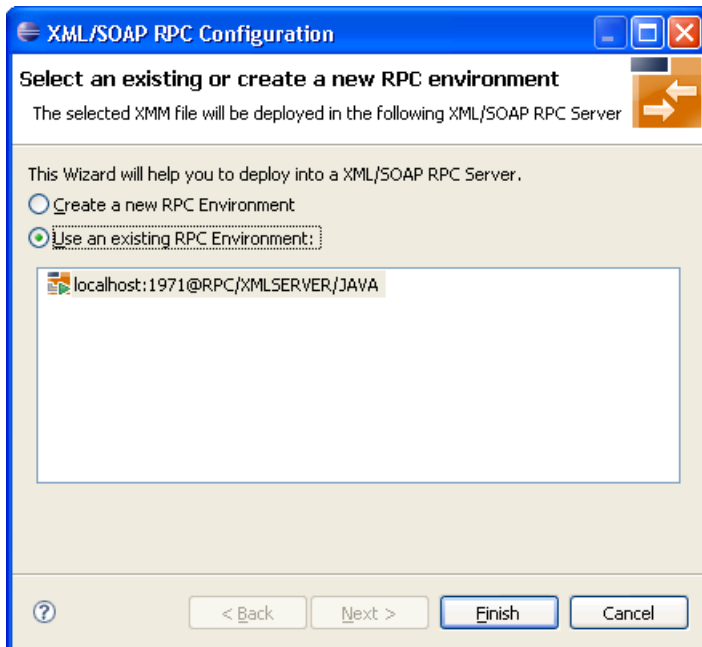 XML/SOAP RPC Configuration
Select an existing or create a new RPC environment
The selected XMM file will be deployed in the following XML/SOAP RPC Server
This Wizard will help you to deploy into a XML/SOAP RPC Server.
Create a new RPC Environment
Use an existing RPC Environment:
localhost:1971@RPC/XMLSERVER/JAVA
? < Back Next > Finish Cancel